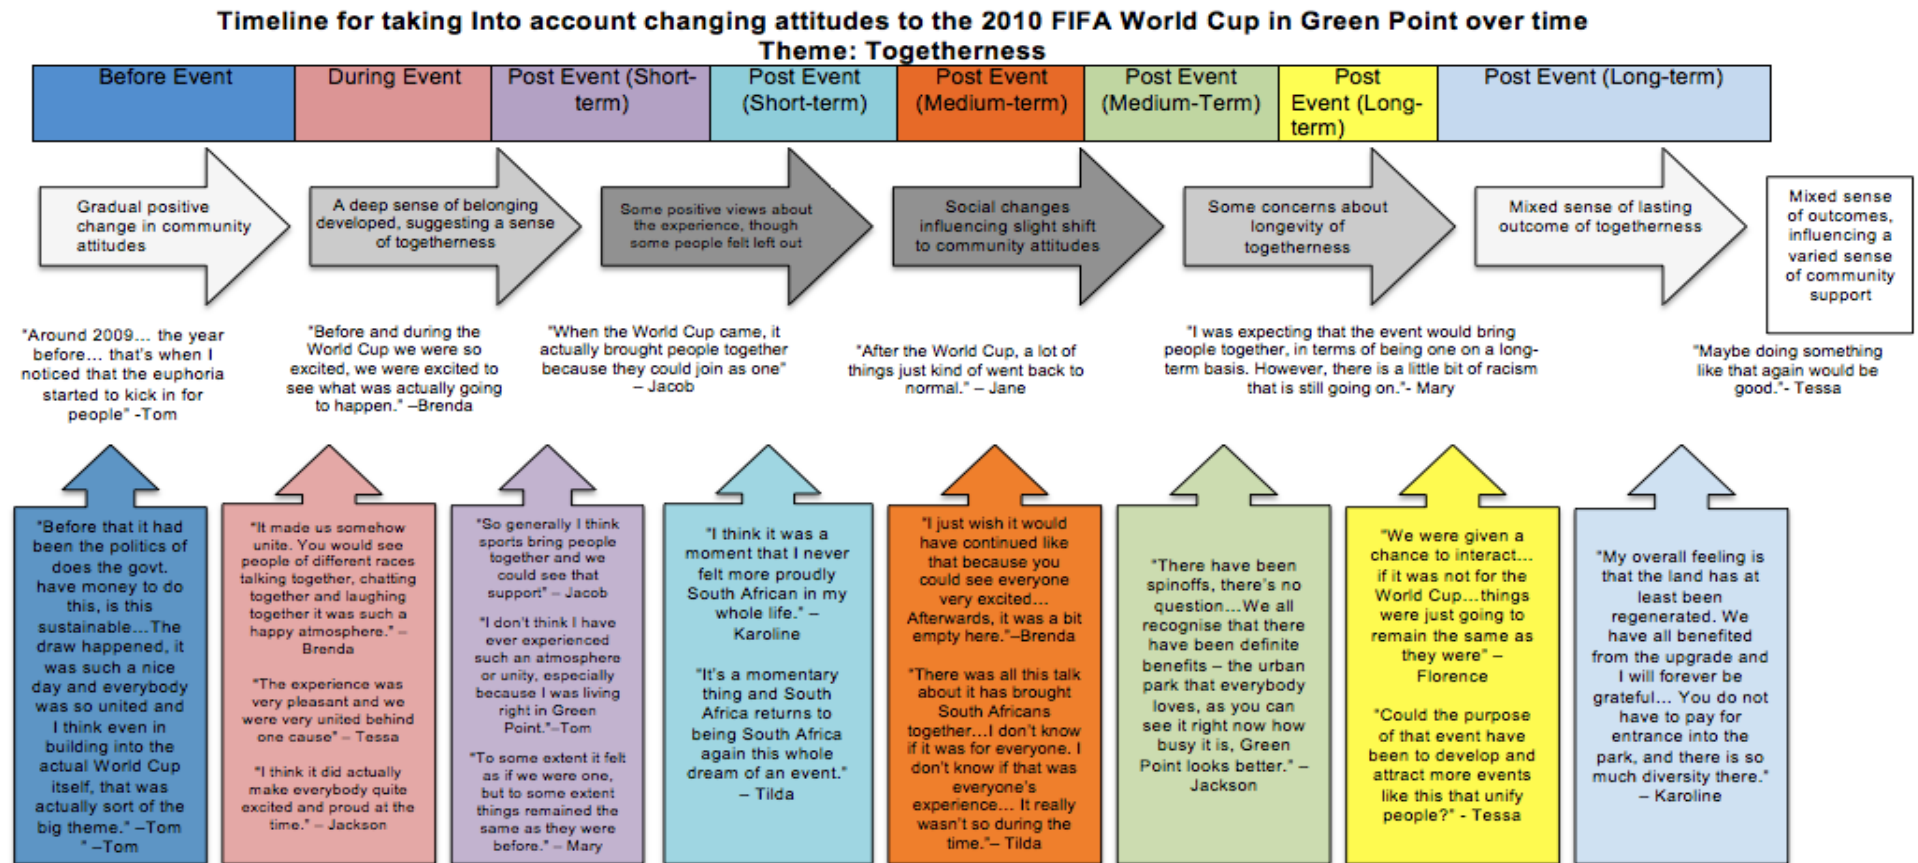 Timeline for taking Into account changing attitudes to the 2010 FIFA World Cup in Green Point over time
Theme: Togetherness
Before Event
During Event
Post Event (Short-
term)
Post Event
(Short-term)
Post Event
(Medium-term)
Post Event
(Medium-Term)
Post
Event (Long-
term)
Post Event (Long-term)
Gradual positive
change in community
attitudes
A deep sense of belonging
developed, suggesting a sense
of togetherness
Some positive views about
the experience, though
some people felt left out
Social changes
influencing slight shift
to community attitudes
Some concerns about
longevity of
togetherness
Mixed sense of lasting
outcome of togetherness
Mixed sense
of outcomes,
influencing a
varied sense
of community
support
"Around 2009... the year
before... that's when I
noticed that the euphoria
started to kick in for
people" -Tom
"Before and during the
World Cup we were so
excited, we were excited to
see what was actually going
to happen." –Brenda
"When the World Cup came, it
actually brought people together
because they could join as one"
– Jacob
"After the World Cup, a lot of
things just kind of went back to
normal." – Jane
"I was expecting that the event would bring
people together, in terms of being one on a long-
term basis. However, there is a little bit of racism
that is still going on."- Mary
"Maybe doing something
like that again would be
good."- Tessa
"Before that it had
been the politics of
does the govt.
have money to do
this, is this
sustainable...The
draw happened, it
was such a nice
day and everybody
was so united and
I think even in
building into the
actual World Cup
itself, that was
actually sort of the
big theme." –Tom
" –Tom
"It made us somehow
unite. You would see
people of different races
talking together, chatting
together and laughing
together it was such a
happy atmosphere." –
Brenda
"The experience was
very pleasant and we
were very united behind
one cause" – Tessa
"I think it did actually
make everybody quite
excited and proud at the
time." – Jackson
"So generally I think
sports bring people
together and we
could see that
support" – Jacob
"I don't think I have
ever experienced
such an atmosphere
or unity, especially
because I was living
right in Green
Point."–Tom
"To some extent it felt
as if we were one,
but to some extent
things remained the
same as they were
before." – Mary
"I think it was a
moment that I never
felt more proudly
South African in my
whole life." –
Karoline
"It's a momentary
thing and South
Africa returns to
being South Africa
again this whole
dream of an event."
– Tilda
"I just wish it would
have continued like
that because you
could see everyone
very excited...
Afterwards, it was a bit
empty here."–Brenda
"There was all this talk
about it has brought
South Africans
together...I don't know
if it was for everyone. I
don't know if that was
everyone's
experience... It really
wasn't so during the
time."– Tilda
"There have been
spinoffs, there's no
question...We all
recognise that there
have been definite
benefits – the urban
park that everybody
loves, as you can
see it right now how
busy it is, Green
Point looks better." –
Jackson
"We were given a
chance to interact...
if it was not for the
World Cup...things
were just going to
remain the same as
they were" –
Florence
"Could the purpose
of that event have
been to develop and
attract more events
like this that unify
people?" - Tessa
"My overall feeling is
that the land has at
least been
regenerated. We
have all benefited
from the upgrade and
I will forever be
grateful... You do not
have to pay for
entrance into the
park, and there is so
much diversity there."
– Karoline